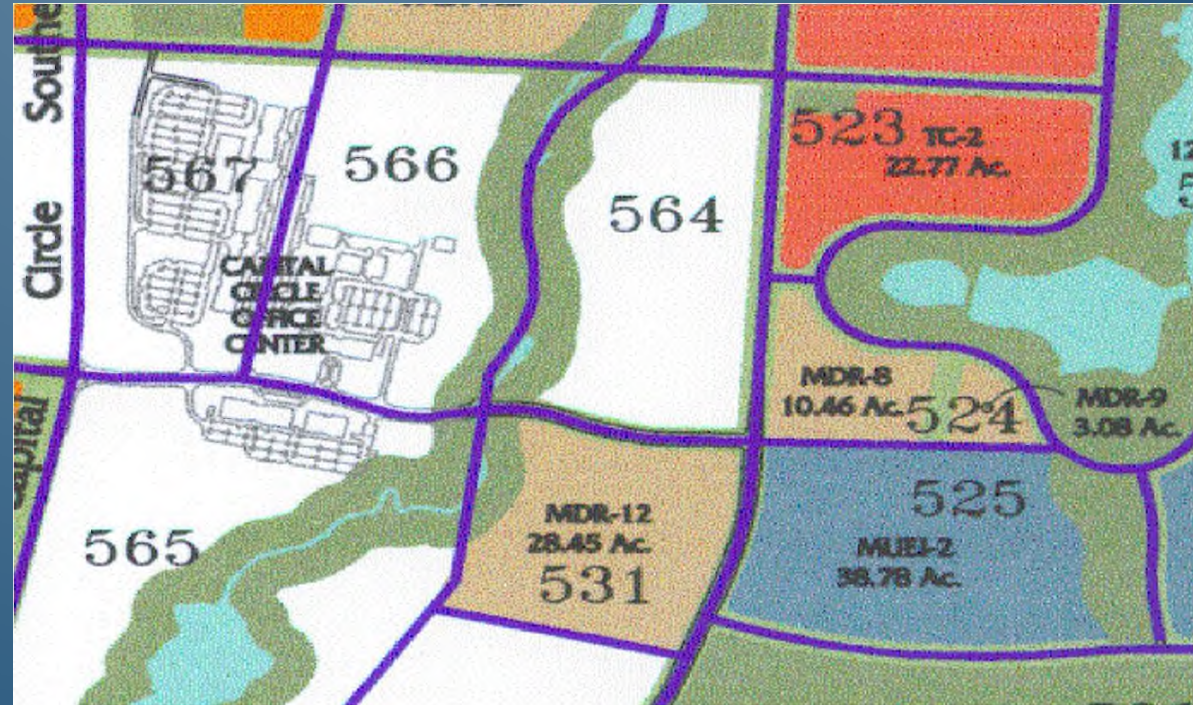 Circle Southe
Capital
567
566
564
523
TC-2
22.77 Ac.
12
5
CAPITAL
CIRCLE
OFFICE
CENTER
MDR-8
10.46 Ac.
524
MDR-9
3.08 Ac.
565
MDR-12
28.45 Ac.
531
525
MUEI-2
38.78 Ac.